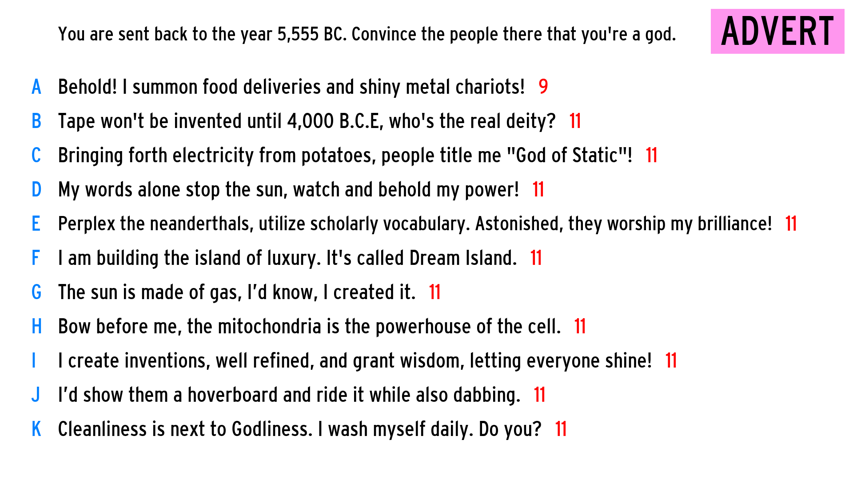 You are sent back to the year 5,555 BC. Convince the people there that you're a god.
ADVERT
A Behold! I summon food deliveries and shiny metal chariots! 9
B Tape won't be invented until 4,000 B.C.E, who's the real deity? 11
C Bringing forth electricity from potatoes, people title me "God of Static"! 11
D My words alone stop the sun, watch and behold my power! 11
E Perplex the neanderthals, utilize scholarly vocabulary. Astonished, they worship my brilliance! 11
F I am building the island of luxury. It's called Dream Island. 11
G The sun is made of gas, I’d know, I created it. 11
H Bow before me, the mitochondria is the powerhouse of the cell. 11
I I create inventions, well refined, and grant wisdom, letting everyone shine! 11
J I’d show them a hoverboard and ride it while also dabbing. 11
K Cleanliness is next to Godliness. I wash myself daily. Do you? 11